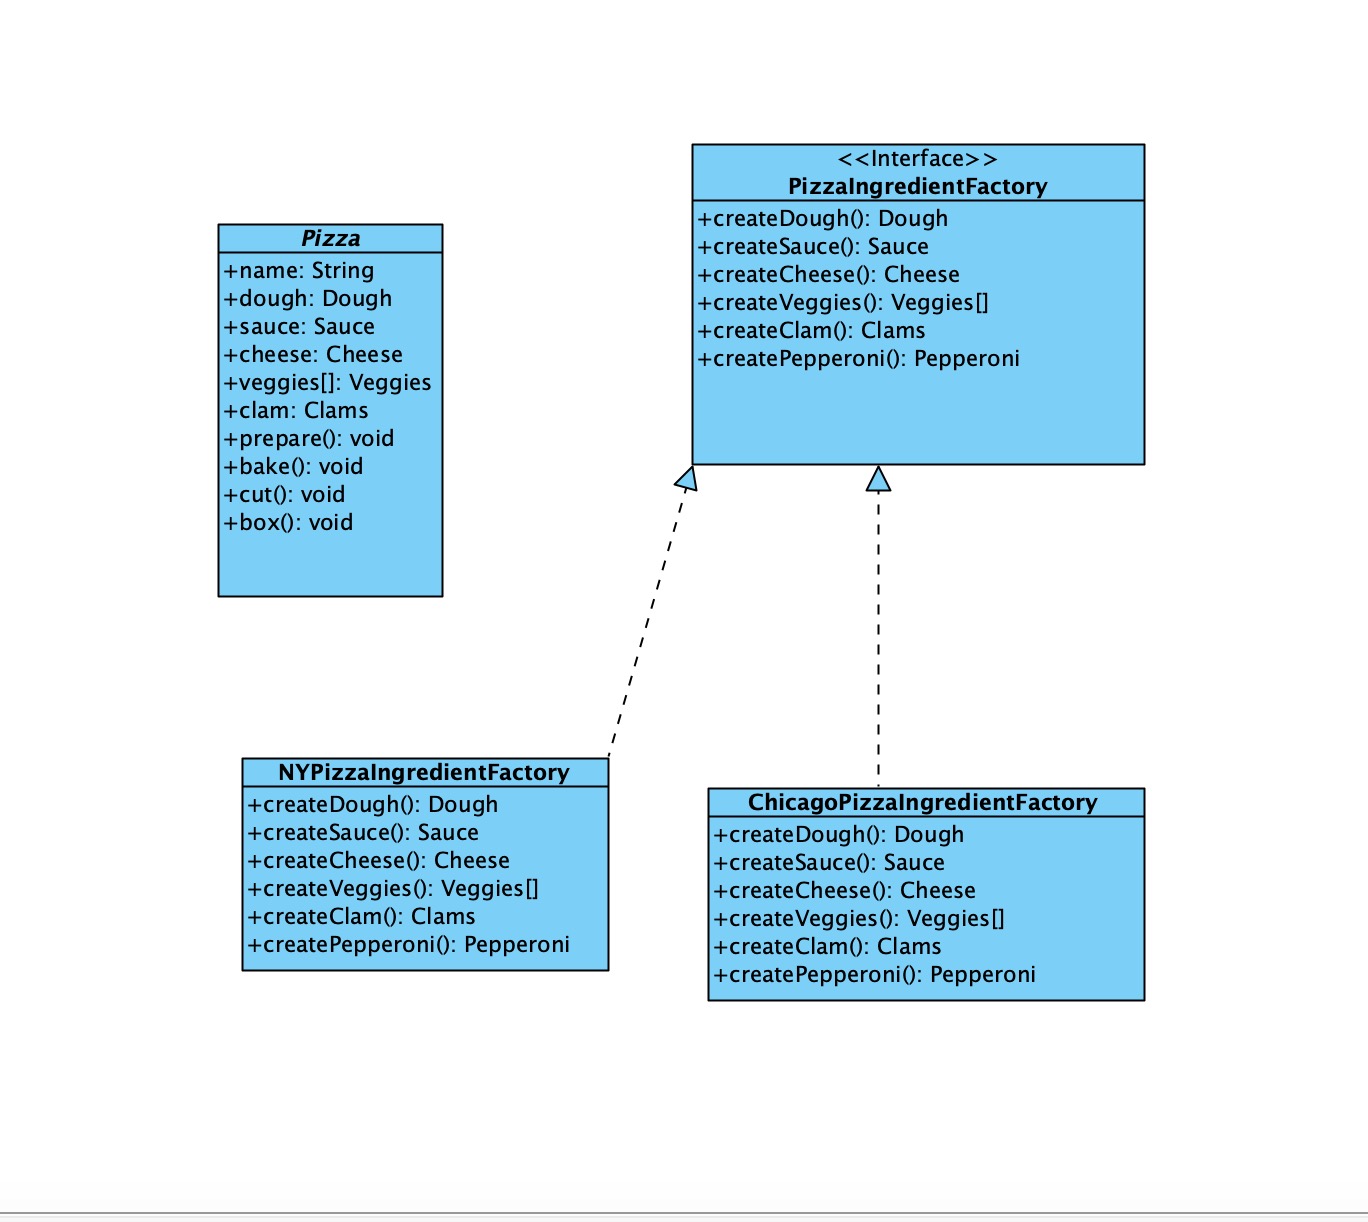 <<Interface>>
PizzaIngredientFactory
+createDough(): Dough
+createSauce(): Sauce
+createCheese(): Cheese
+createVeggies(): Veggies[]
+createClam(): Clams
+createPepperoni(): Pepperoni
Pizza
+name: String
+dough: Dough
+sauce: Sauce
+cheese: Cheese
+veggies[]: Veggies
+clam: Clams
+prepare(): void
+bake(): void
+cut(): void
+box(): void
NYPizzaIngredientFactory
+createDough(): Dough
+createSauce(): Sauce
+createCheese(): Cheese
+createVeggies(): Veggies[]
+createClam(): Clams
+createPepperoni(): Pepperoni
ChicagoPizzaIngredientFactory
+createDough(): Dough
+createSauce(): Sauce
+createCheese(): Cheese
+createVeggies(): Veggies[]
+createClam(): Clams
+createPepperoni(): Pepperoni